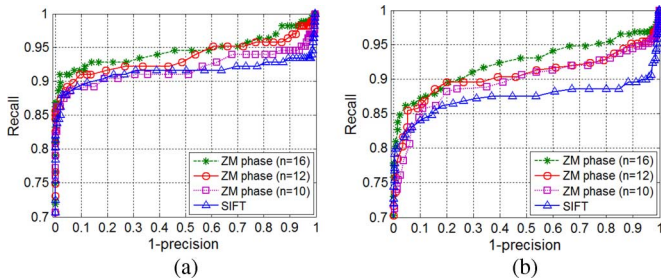 1
0.95
0.9
0.85
0.8
0.75
0.7
Recall
0 0.1 0.2 0.3 0.4 0.5 0.6 0.7 0.8 0.9 1
1-precision
ZM phase (n=16)
ZM phase (n=12)
ZM phase (n=10)
SIFT
(a)
1
0.95
0.9
0.85
0.8
0.75
0.7
Recall
0 0.1 0.2 0.3 0.4 0.5 0.6 0.7 0.8 0.9 1
1-precision
ZM phase (n=16)
ZM phase (n=12)
ZM phase (n=10)
SIFT
(b)